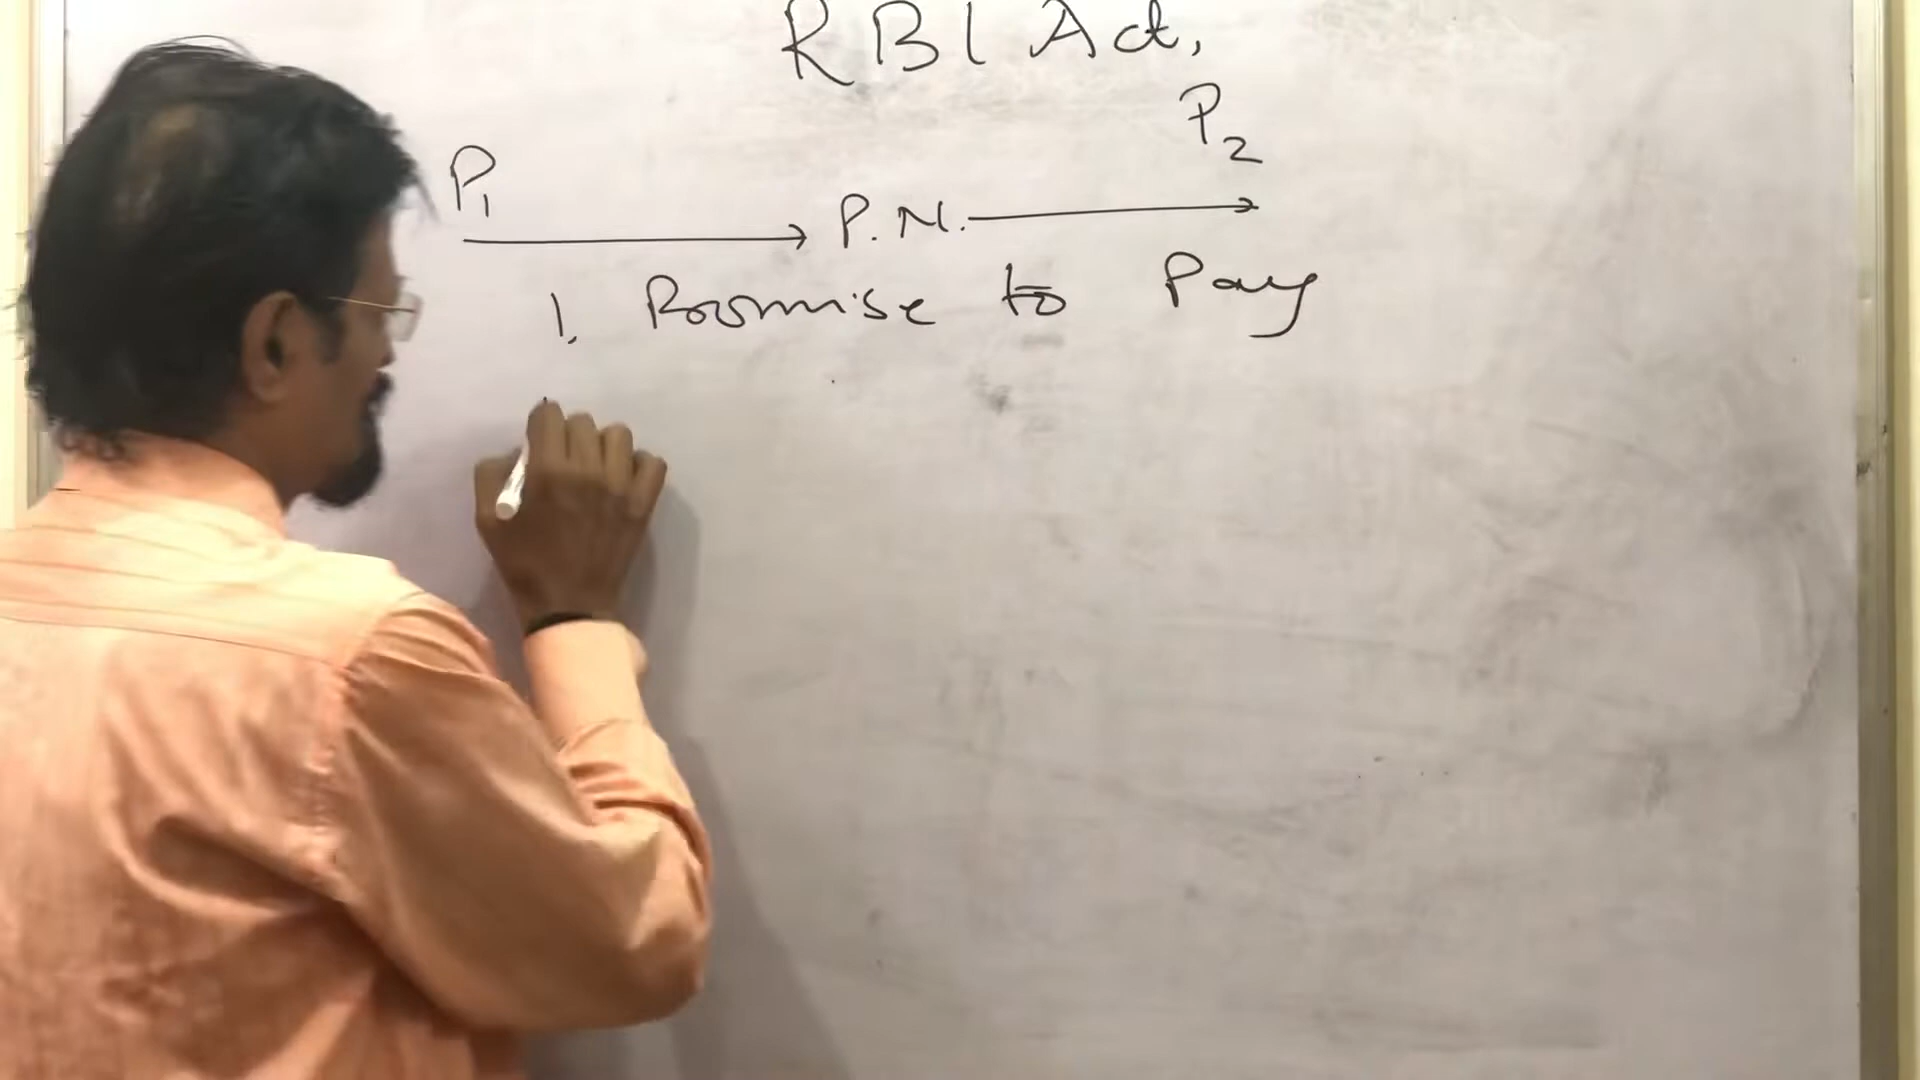 RBI Act,
P2
P1
P.N.
1. Promise to Pay